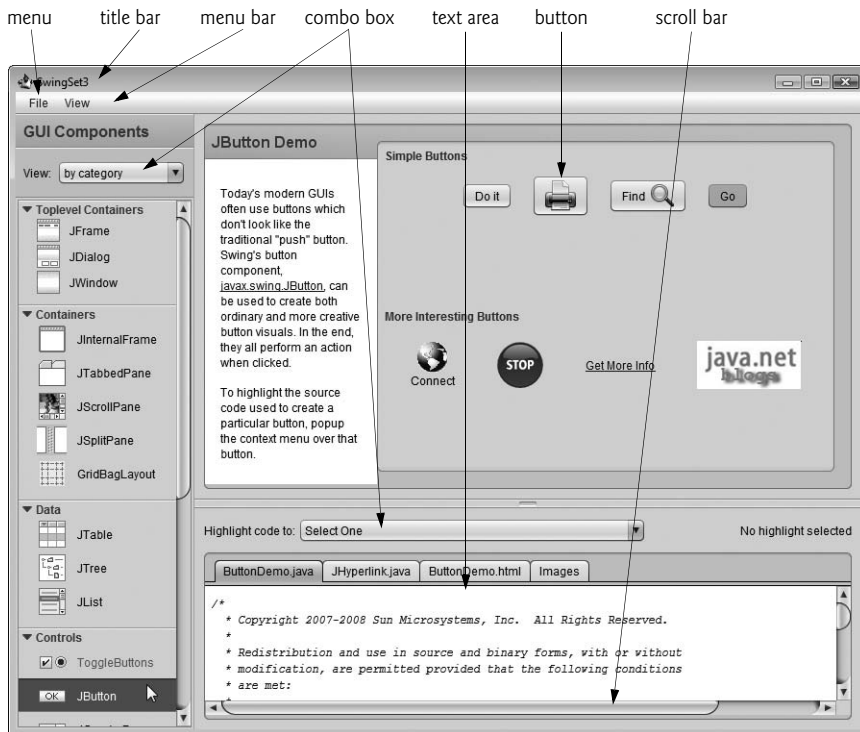 menu title bar menu bar combo box text area button scroll bar
SwingSet3
File View
GUI Components
View: by category
Toplevel Containers
JFrame
JDialog
JWindow
Containers
JInternalFrame
JTabbedPane
JScrollPane
JSplitPane
GridBagLayout
Data
JTable
JTree
JList
Controls
ToggleButtons
OK JButton
JButton Demo
Today's modern GUIs
often use buttons which
don't look like the
traditional "push" button.
Swing's button
component,
javax.swing.JButton, can
be used to create both
ordinary and more creative
button visuals. In the end,
they all perform an action
when clicked.
To highlight the source
code used to create a
particular button, popup
the context menu over that
button.
Simple Buttons
Do it Find Go
More Interesting Buttons
Connect STOP Get More Info java.net
blogs
Highlight code to: Select One No highlight selected
ButtonDemo.java JHyperlink.java ButtonDemo.html Images
/*
* Copyright 2007-2008 Sun Microsystems, Inc. All Rights Reserved.
*
* Redistribution and use in source and binary forms, with or without
* modification, are permitted provided that the following conditions
* are met:
*